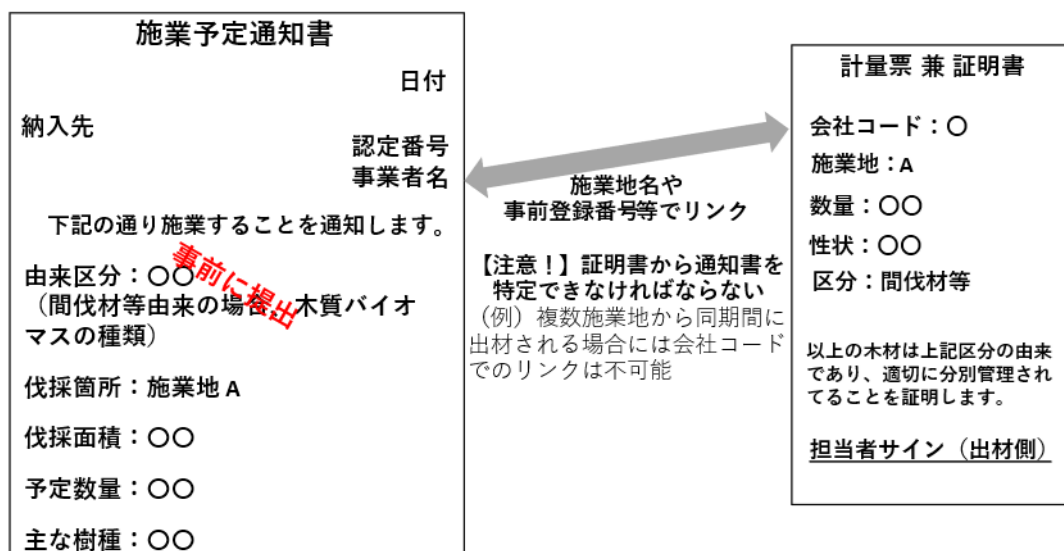 施業予定通知書
日付
納入先
認定番号
事業者名
下記の通り施業することを通知します。
由来区分：〇〇
（間伐材等由来の場合、木質バイオ
マスの種類）
事前に提出
伐採箇所：施業地 A
伐採面積：〇〇
予定数量：〇〇
主な樹種：〇〇
施業地名や
事前登録番号等でリンク
【注意！】証明書から通知書を
特定できなければならない
（例）複数施業地から同期間に
出材される場合には会社コード
でのリンクは不可能
計量票 兼 証明書
会社コード：〇
施業地：A
数量：〇〇
性状：〇〇
区分：間伐材等
以上の木材は上記区分の由来
であり、適切に分別管理され
てることを証明します。
担当者サイン（出材側）